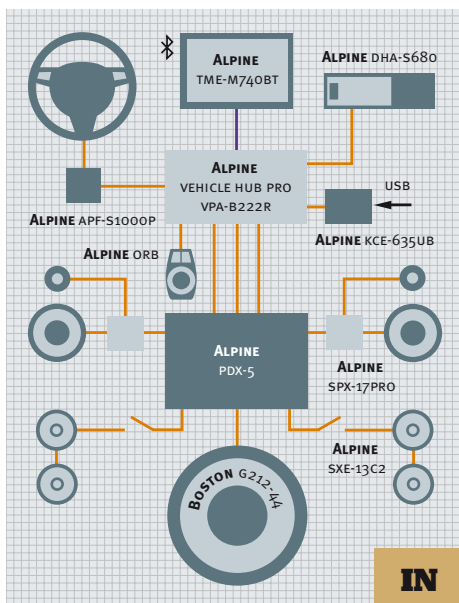 ALPINE
TME-M740BT
ALPINE DHA-S680
ALPINE
VEHICLE HUB PRO
VPA-B222R
USB
ALPINE APF-S1000P
ALPINE KCE-635UB
ALPINE ORB
ALPINE
PDX-5
ALPINE
SPX-17PRO
ALPINE
SXE-13C2
BOSTON G212-44
IN